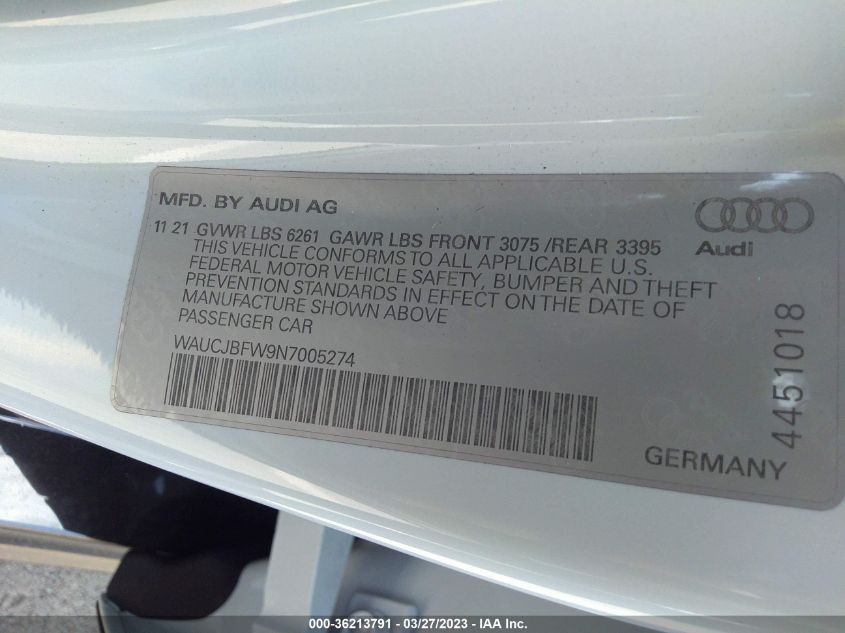 MFD. BY AUDI AG
11 21 GVWR LBS 6261 GAWR LBS FRONT 3075 /REAR 3395
THIS VEHICLE CONFORMS TO ALL APPLICABLE U.S.
FEDERAL MOTOR VEHICLE SAFETY, BUMPER AND THEFT
PREVENTION STANDARDS IN EFFECT ON THE DATE OF
MANUFACTURE SHOWN ABOVE
PASSENGER CAR
WAUCJBFW9N7005274
Audi
4451018
GERMANY
000-36213791 - 03/27/2023 - IAA Inc.